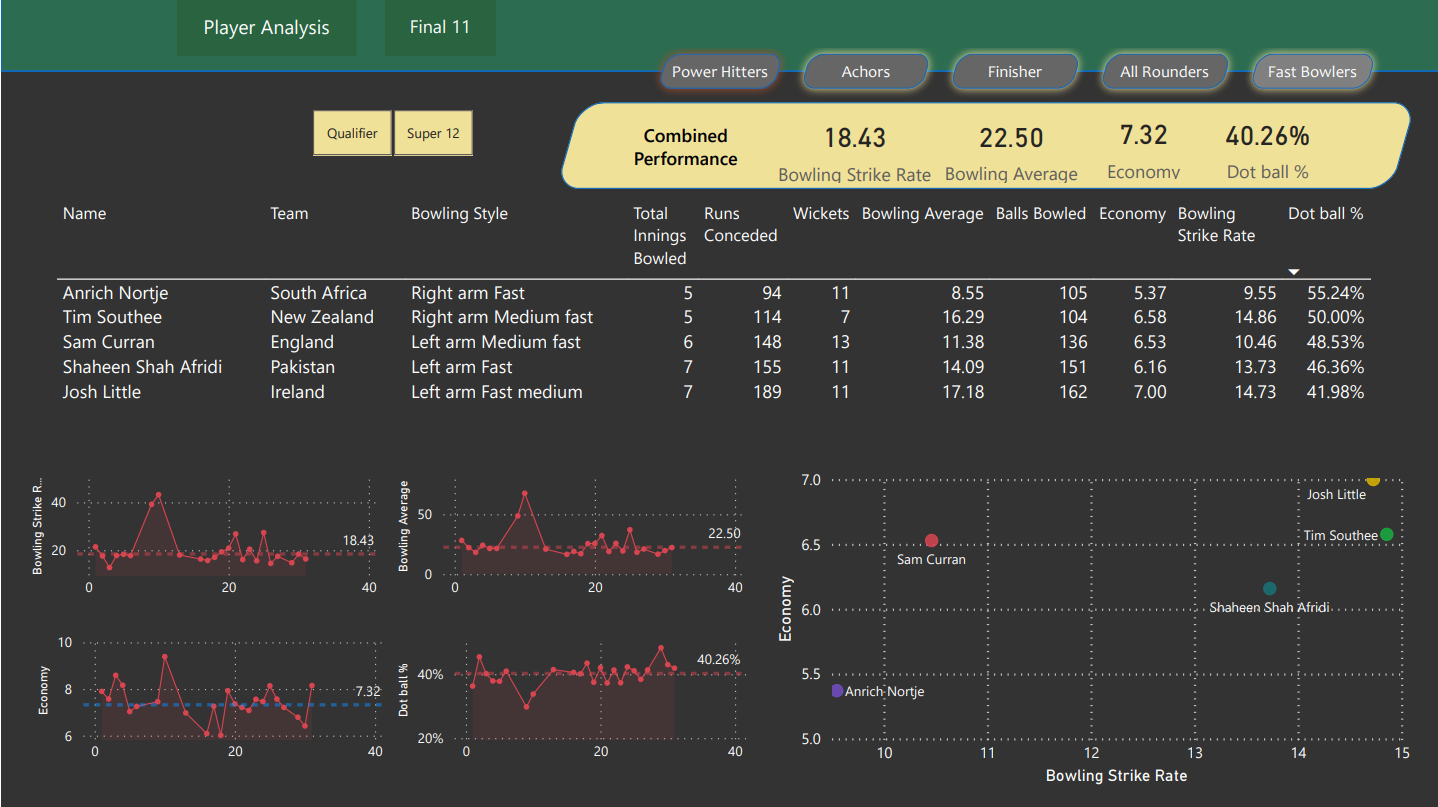 Player Analysis
Final 11
Power Hitters
Achors
Finisher
All Rounders
Fast Bowlers
Qualifier
Super 12
Combined
Performance
18.43
Bowling Strike Rate
22.50
Bowling Average
7.32
Economy
40.26%
Dot ball %
Name Team Bowling Style Total Innings Bowled Runs Conceded Wickets Bowling Average Balls Bowled Economy Bowling Strike Rate Dot ball %
Anrich Nortje South Africa Right arm Fast 5 94 11 8.55 105 5.37 9.55 55.24%
Tim Southee New Zealand Right arm Medium fast 5 114 7 16.29 104 6.58 14.86 50.00%
Sam Curran England Left arm Medium fast 6 148 13 11.38 136 6.53 10.46 48.53%
Shaheen Shah Afridi Pakistan Left arm Fast 7 155 11 14.09 151 6.16 13.73 46.36%
Josh Little Ireland Left arm Fast medium 7 189 11 17.18 162 7.00 14.73 41.98%
Bowling Strike R...
40
20
18.43
0 20 40
Bowling Average
50
0
22.50
0 20 40
Economy
10
8
6
7.32
0 20 40
Dot ball %
40%
20%
40.26%
0 20 40
Economy
7.0
6.5
6.0
5.5
5.0
Josh Little
Tim Southee
Sam Curran
Shaheen Shah Afridi
Anrich Nortje
10 11 12 13 14 15
Bowling Strike Rate